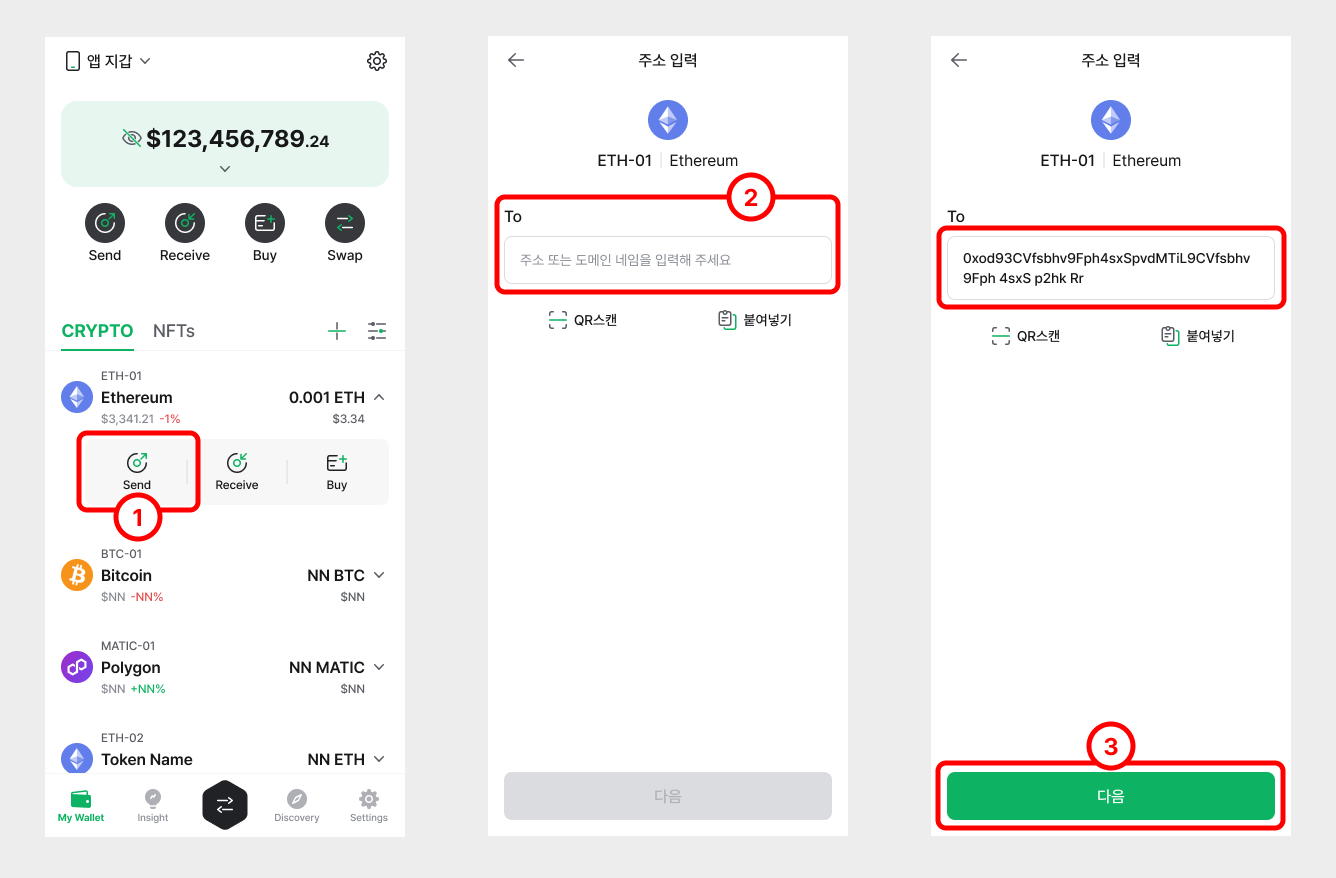 앱 지갑
$123,456,789.24
Send Receive Buy Swap
CRYPTO NFTs
ETH-01
Ethereum 0.001 ETH
$3,341.21 -1% $3.34
Send Receive Buy
1
BTC-01
Bitcoin NN BTC
$NN -NN% $NN
MATIC-01
Polygon NN MATIC
$NN +NN% $NN
ETH-02
Token Name NN ETH
My Wallet Insight Discovery Settings
주소 입력
ETH-01 Ethereum
2
To
주소 또는 도메인 네임을 입력해 주세요
QR스캔 붙여넣기
다음
주소 입력
ETH-01 Ethereum
To
0xod93CVfsbhv9Fph4sxSpvdMTiL9CVfsbhv
9Fph 4sxS p2hk Rr
QR스캔 붙여넣기
3
다음